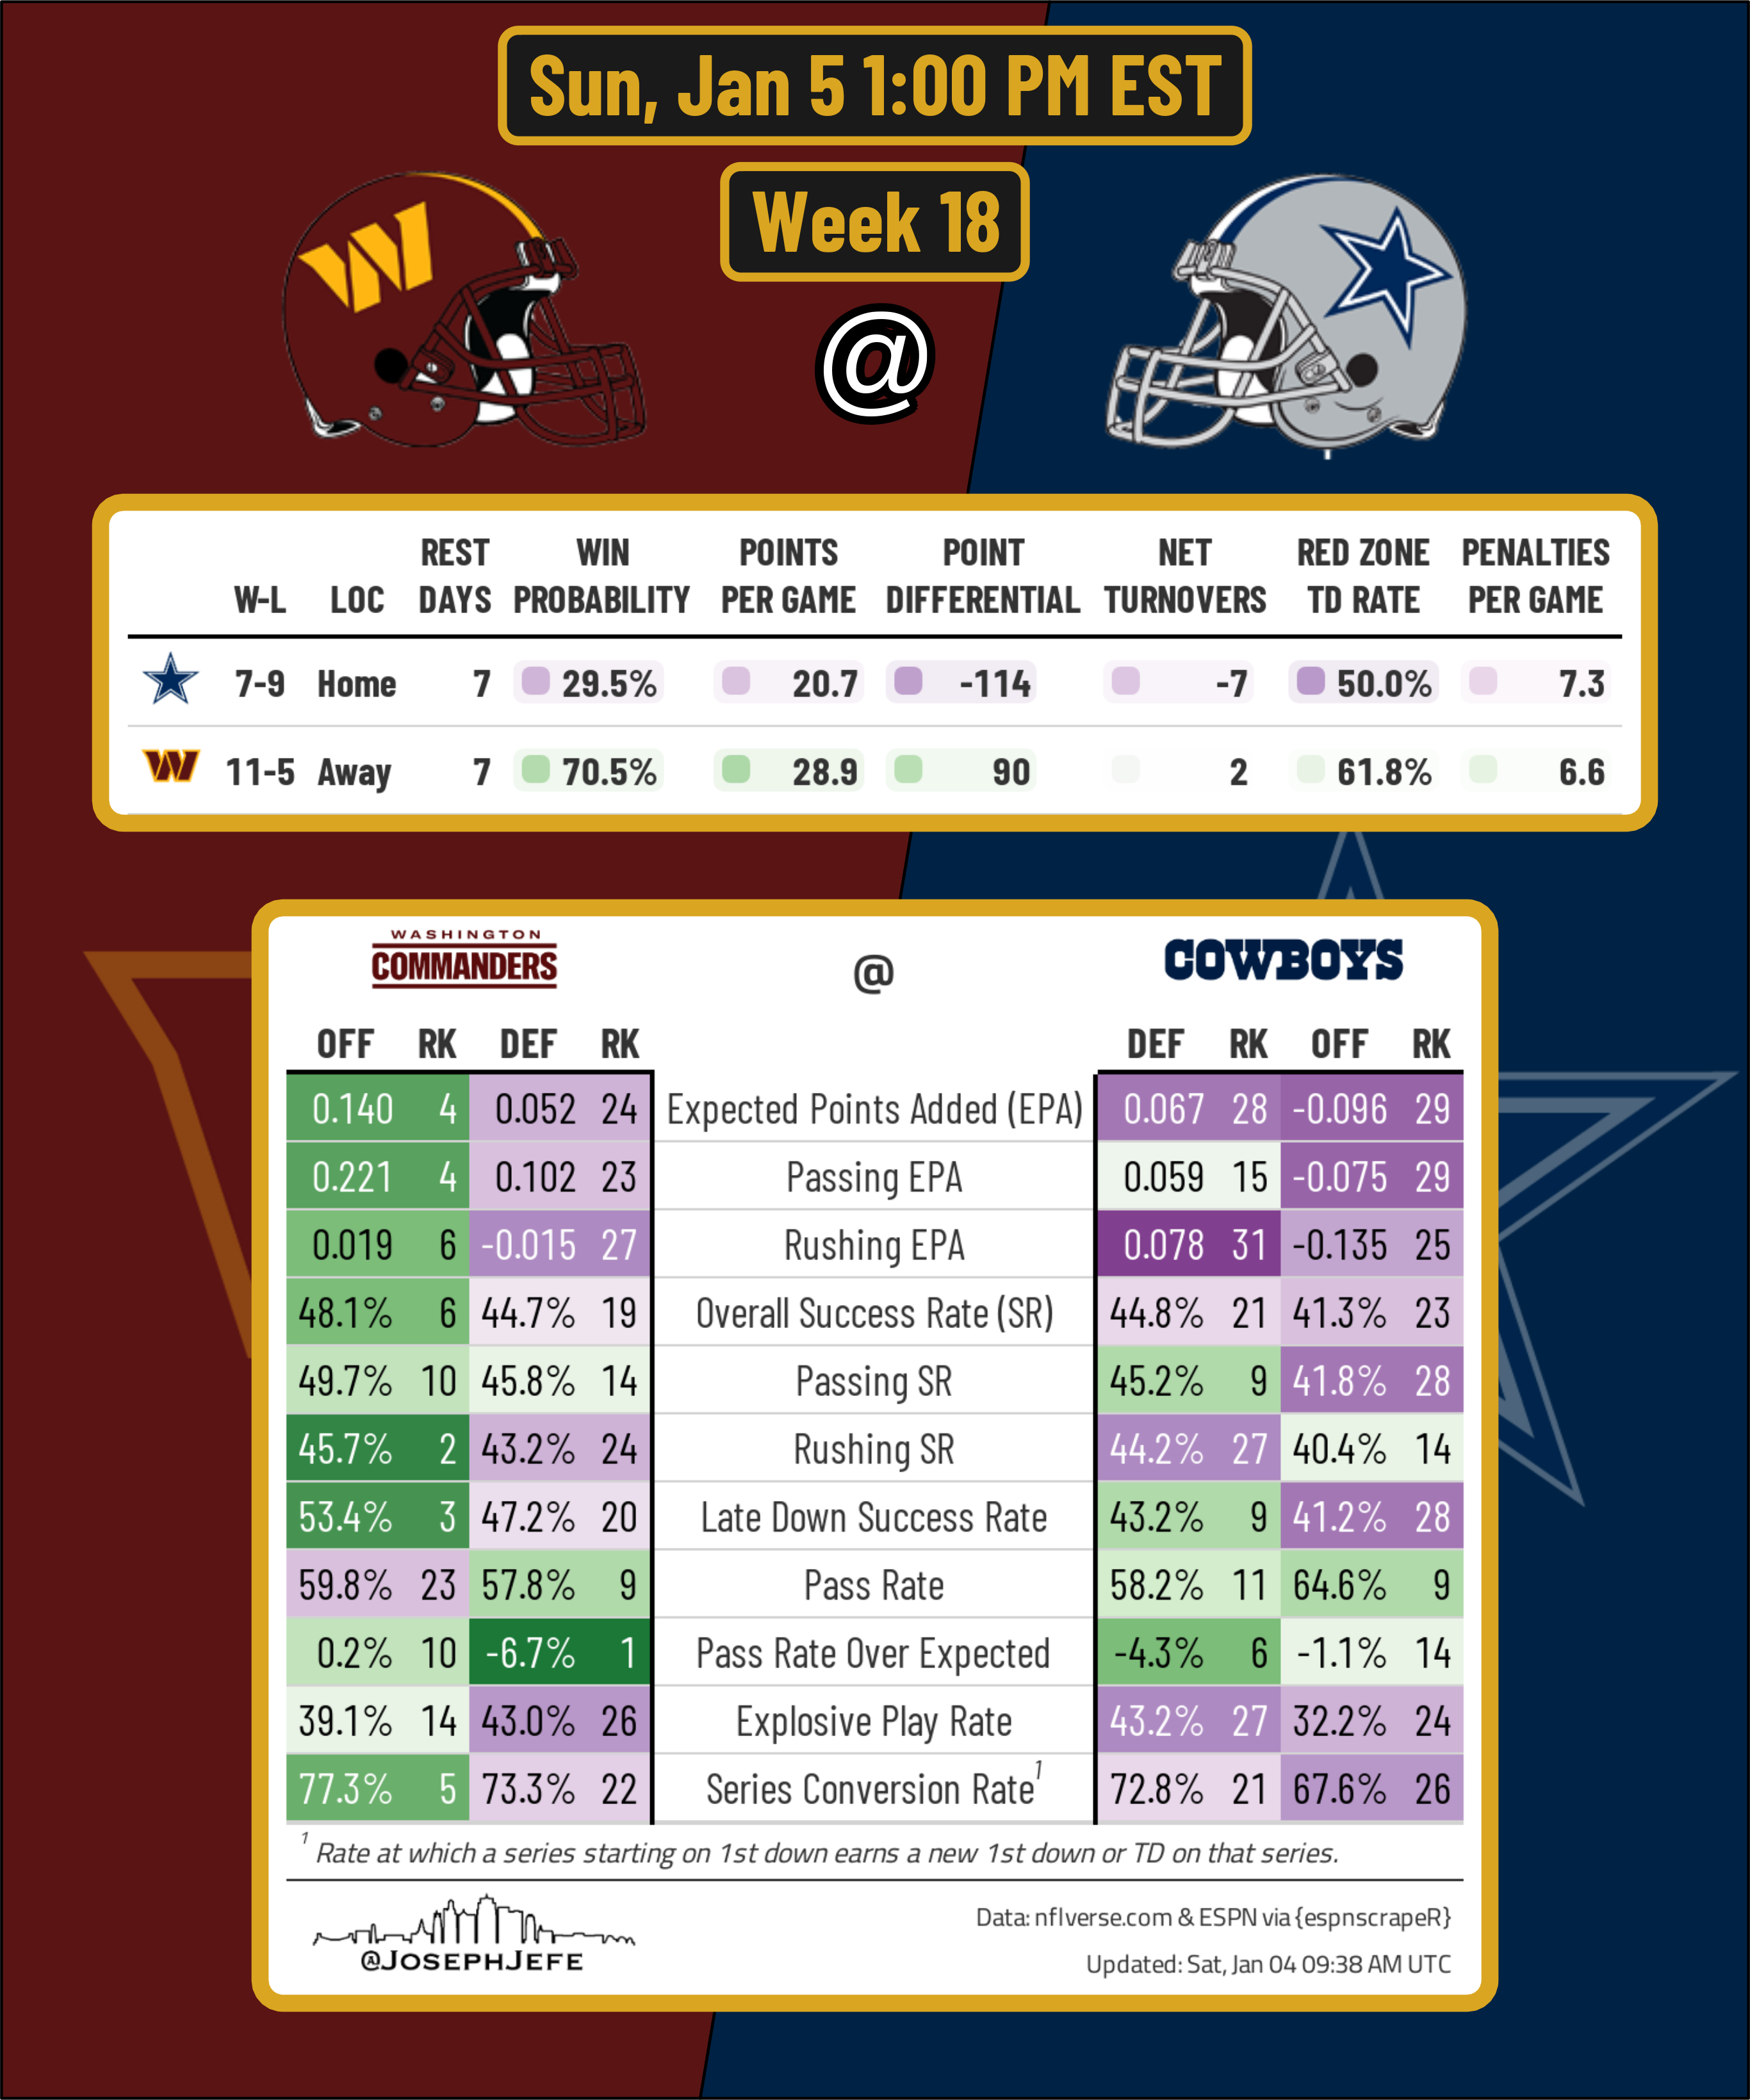 Sun, Jan 5 1:00 PM EST
Week 18
W
@
REST WIN POINTS POINT NET RED ZONE PENALTIES
W-L LOC DAYS PROBABILITY PER GAME DIFFERENTIAL TURNOVERS TD RATE PER GAME
7-9 Home 7 29.5% 20.7 -114 -7 50.0% 7.3
W 11-5 Away 7 70.5% 28.9 90 2 61.8% 6.6
WASHINGTON
COMMANDERS @ COWBOYS
OFF RK DEF RK DEF RK OFF RK
0.140 4 0.052 24 Expected Points Added (EPA) 0.067 28 -0.096 29
0.221 4 0.102 23 Passing EPA 0.059 15 -0.075 29
0.019 6 -0.015 27 Rushing EPA 0.078 31 -0.135 25
48.1% 6 44.7% 19 Overall Success Rate (SR) 44.8% 21 41.3% 23
49.7% 10 45.8% 14 Passing SR 45.2% 9 41.8% 28
45.7% 2 43.2% 24 Rushing SR 44.2% 27 40.4% 14
53.4% 3 47.2% 20 Late Down Success Rate 43.2% 9 41.2% 28
59.8% 23 57.8% 9 Pass Rate 58.2% 11 64.6% 9
0.2% 10 -6.7% 1 Pass Rate Over Expected -4.3% 6 -1.1% 14
39.1% 14 43.0% 26 Explosive Play Rate 43.2% 27 32.2% 24
77.3% 5 73.3% 22 Series Conversion Rate¹ 72.8% 21 67.6% 26
¹ Rate at which a series starting on 1st down earns a new 1st down or TD on that series.
@JOSEPHJEFE
Data: nflverse.com & ESPN via {espnscrapeR}
Updated: Sat, Jan 04 09:38 AM UTC